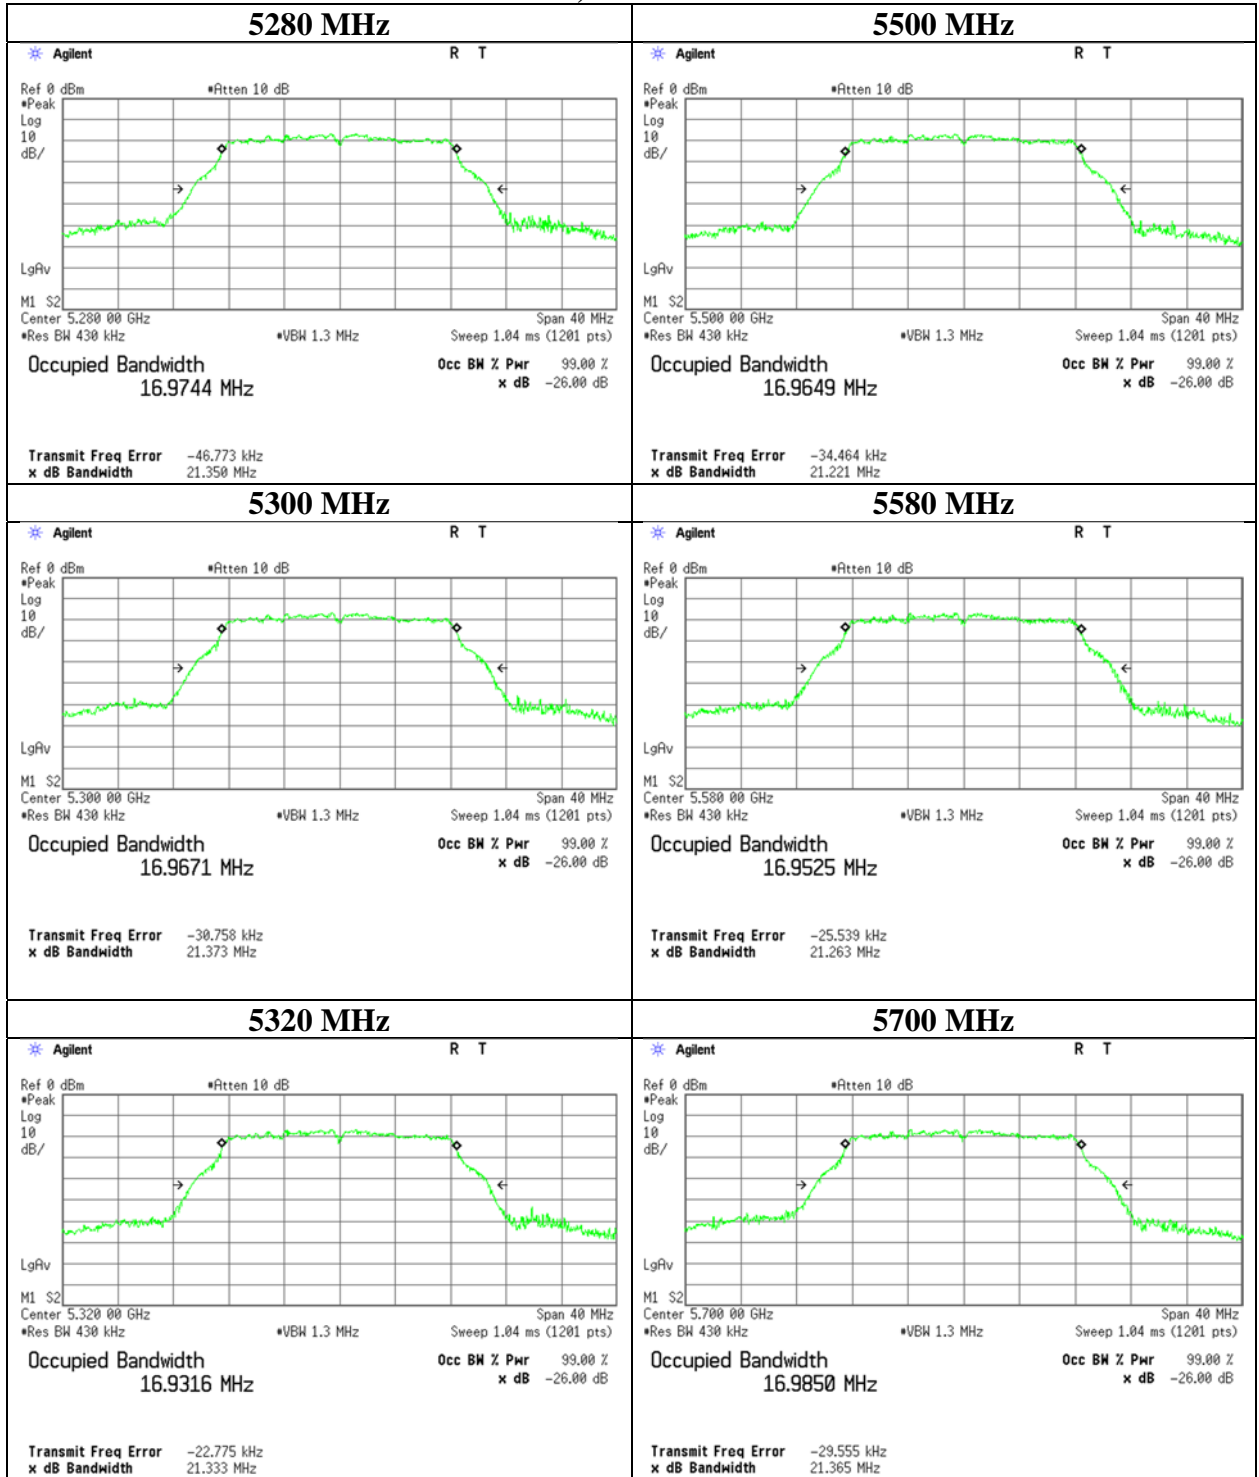 5280 MHz
Agilent R T
Ref 0 dBm #Atten 10 dB
#Peak
Log
10
dB/
LgAv
M1 S2
Center 5.280 00 GHz Span 40 MHz
#Res BW 430 kHz #VBW 1.3 MHz Sweep 1.04 ms (1201 pts)
Occupied Bandwidth Occ BW % Pwr 99.00 %
16.9744 MHz x dB -26.00 dB
Transmit Freq Error -46.773 kHz
x dB Bandwidth 21.350 MHz
5500 MHz
Agilent R T
Ref 0 dBm #Atten 10 dB
#Peak
Log
10
dB/
LgAv
M1 S2
Center 5.500 00 GHz Span 40 MHz
#Res BW 430 kHz #VBW 1.3 MHz Sweep 1.04 ms (1201 pts)
Occupied Bandwidth Occ BW % Pwr 99.00 %
16.9649 MHz x dB -26.00 dB
Transmit Freq Error -34.464 kHz
x dB Bandwidth 21.221 MHz
5300 MHz
Agilent R T
Ref 0 dBm #Atten 10 dB
#Peak
Log
10
dB/
LgAv
M1 S2
Center 5.300 00 GHz Span 40 MHz
#Res BW 430 kHz #VBW 1.3 MHz Sweep 1.04 ms (1201 pts)
Occupied Bandwidth Occ BW % Pwr 99.00 %
16.9671 MHz x dB -26.00 dB
Transmit Freq Error -30.758 kHz
x dB Bandwidth 21.373 MHz
5580 MHz
Agilent R T
Ref 0 dBm #Atten 10 dB
#Peak
Log
10
dB/
LgAv
M1 S2
Center 5.580 00 GHz Span 40 MHz
#Res BW 430 kHz #VBW 1.3 MHz Sweep 1.04 ms (1201 pts)
Occupied Bandwidth Occ BW % Pwr 99.00 %
16.9525 MHz x dB -26.00 dB
Transmit Freq Error -25.539 kHz
x dB Bandwidth 21.263 MHz
5320 MHz
Agilent R T
Ref 0 dBm #Atten 10 dB
#Peak
Log
10
dB/
LgAv
M1 S2
Center 5.320 00 GHz Span 40 MHz
#Res BW 430 kHz #VBW 1.3 MHz Sweep 1.04 ms (1201 pts)
Occupied Bandwidth Occ BW % Pwr 99.00 %
16.9316 MHz x dB -26.00 dB
Transmit Freq Error -22.775 kHz
x dB Bandwidth 21.333 MHz
5700 MHz
Agilent R T
Ref 0 dBm #Atten 10 dB
#Peak
Log
10
dB/
LgAv
M1 S2
Center 5.700 00 GHz Span 40 MHz
#Res BW 430 kHz #VBW 1.3 MHz Sweep 1.04 ms (1201 pts)
Occupied Bandwidth Occ BW % Pwr 99.00 %
16.9850 MHz x dB -26.00 dB
Transmit Freq Error -29.555 kHz
x dB Bandwidth 21.365 MHz